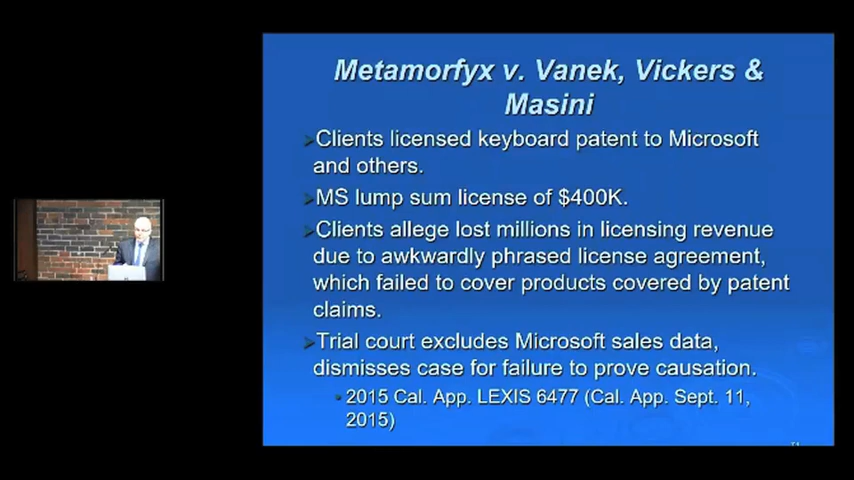 Metamorfyx v. Vanek, Vickers &
Masini
Clients licensed keyboard patent to Microsoft
and others.
MS lump sum license of $400K.
Clients allege lost millions in licensing revenue
due to awkwardly phrased license agreement,
which failed to cover products covered by patent
claims.
Trial court excludes Microsoft sales data,
dismisses case for failure to prove causation.
2015 Cal. App. LEXIS 6477 (Cal. App. Sept. 11,
2015)